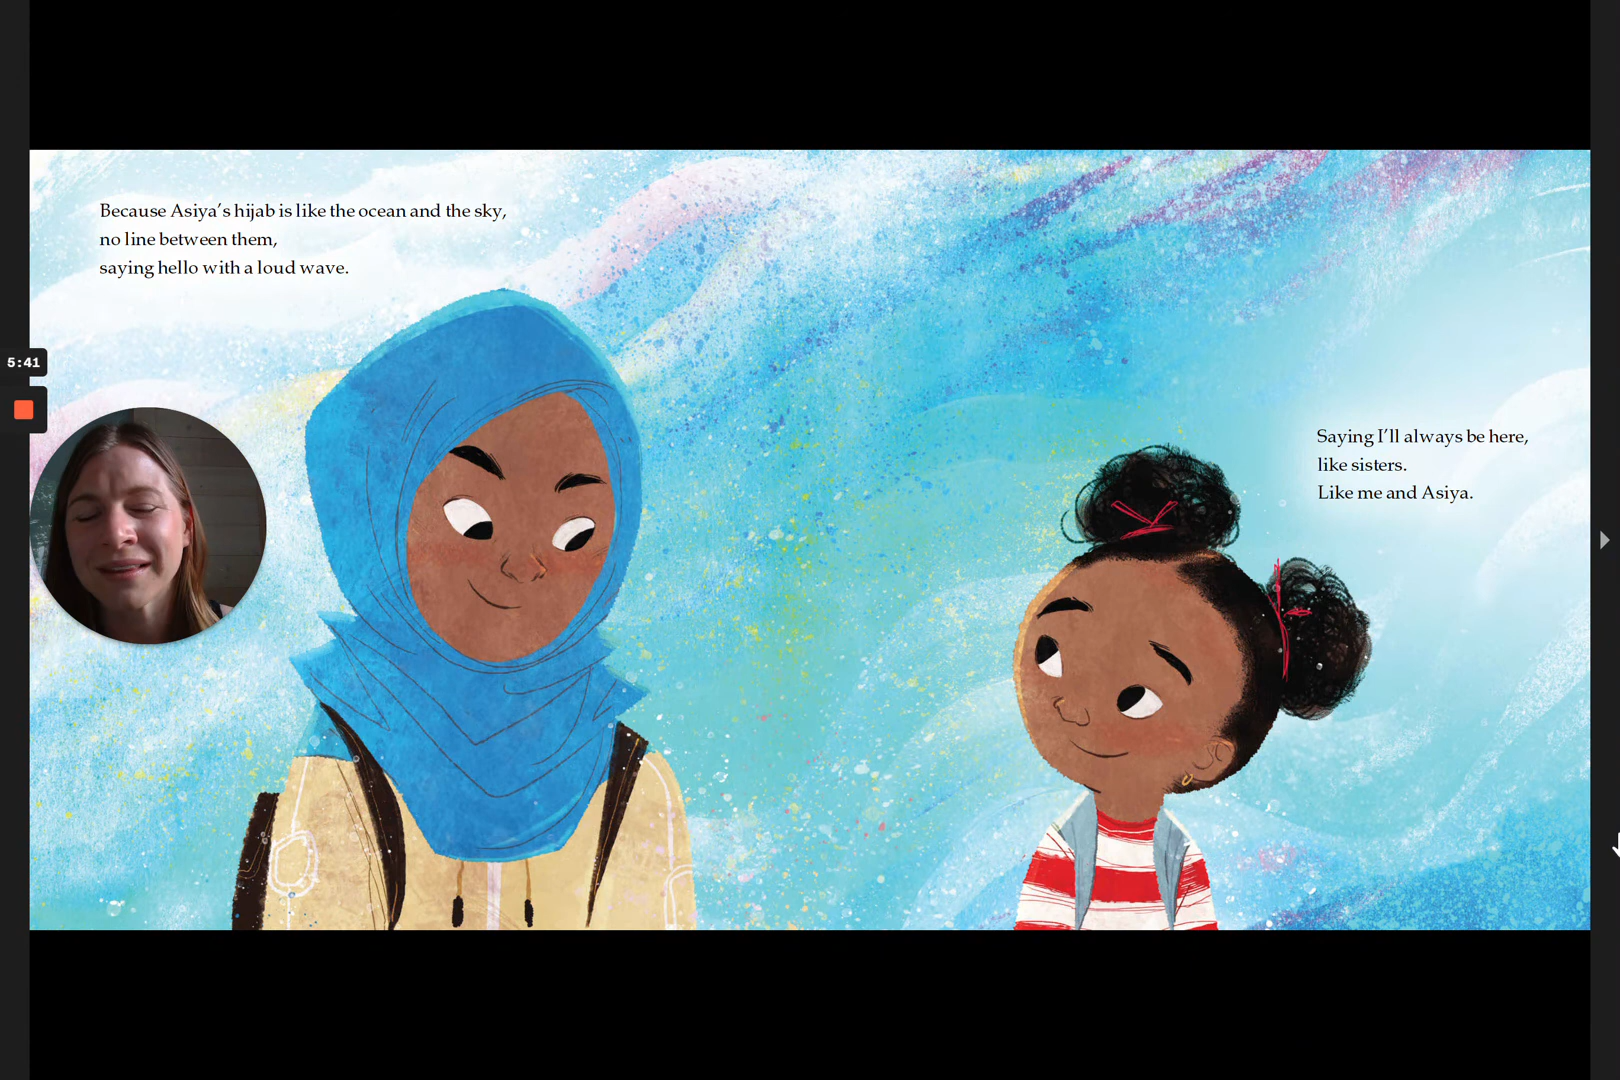 Because Asiya’s hijab is like the ocean and the sky,
no line between them,
saying hello with a loud wave.
5:41
Saying I’ll always be here,
like sisters.
Like me and Asiya.